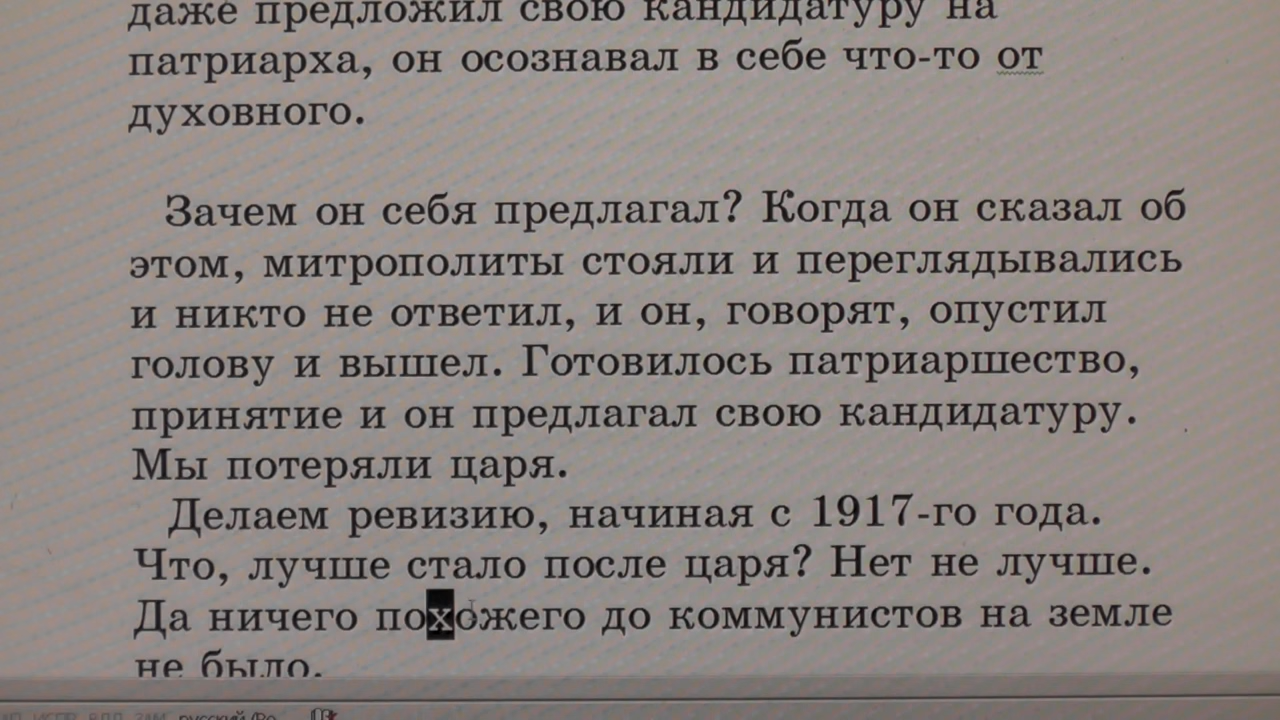 даже предложил свою кандидатуру на
патриарха, он осознавал в себе что-то от
духовного.
Зачем он себя предлагал? Когда он сказал об
этом, митрополиты стояли и переглядывались
и никто не ответил, и он, говорят, опустил
голову и вышел. Готовилось патриаршество,
принятие и он предлагал свою кандидатуру.
Мы потеряли царя.
Делаем ревизию, начиная с 1917-го года.
Что, лучше стало после царя? Нет не лучше.
Да ничего похожего до коммунистов на земле
не было.
ЗАМ русский (Ро